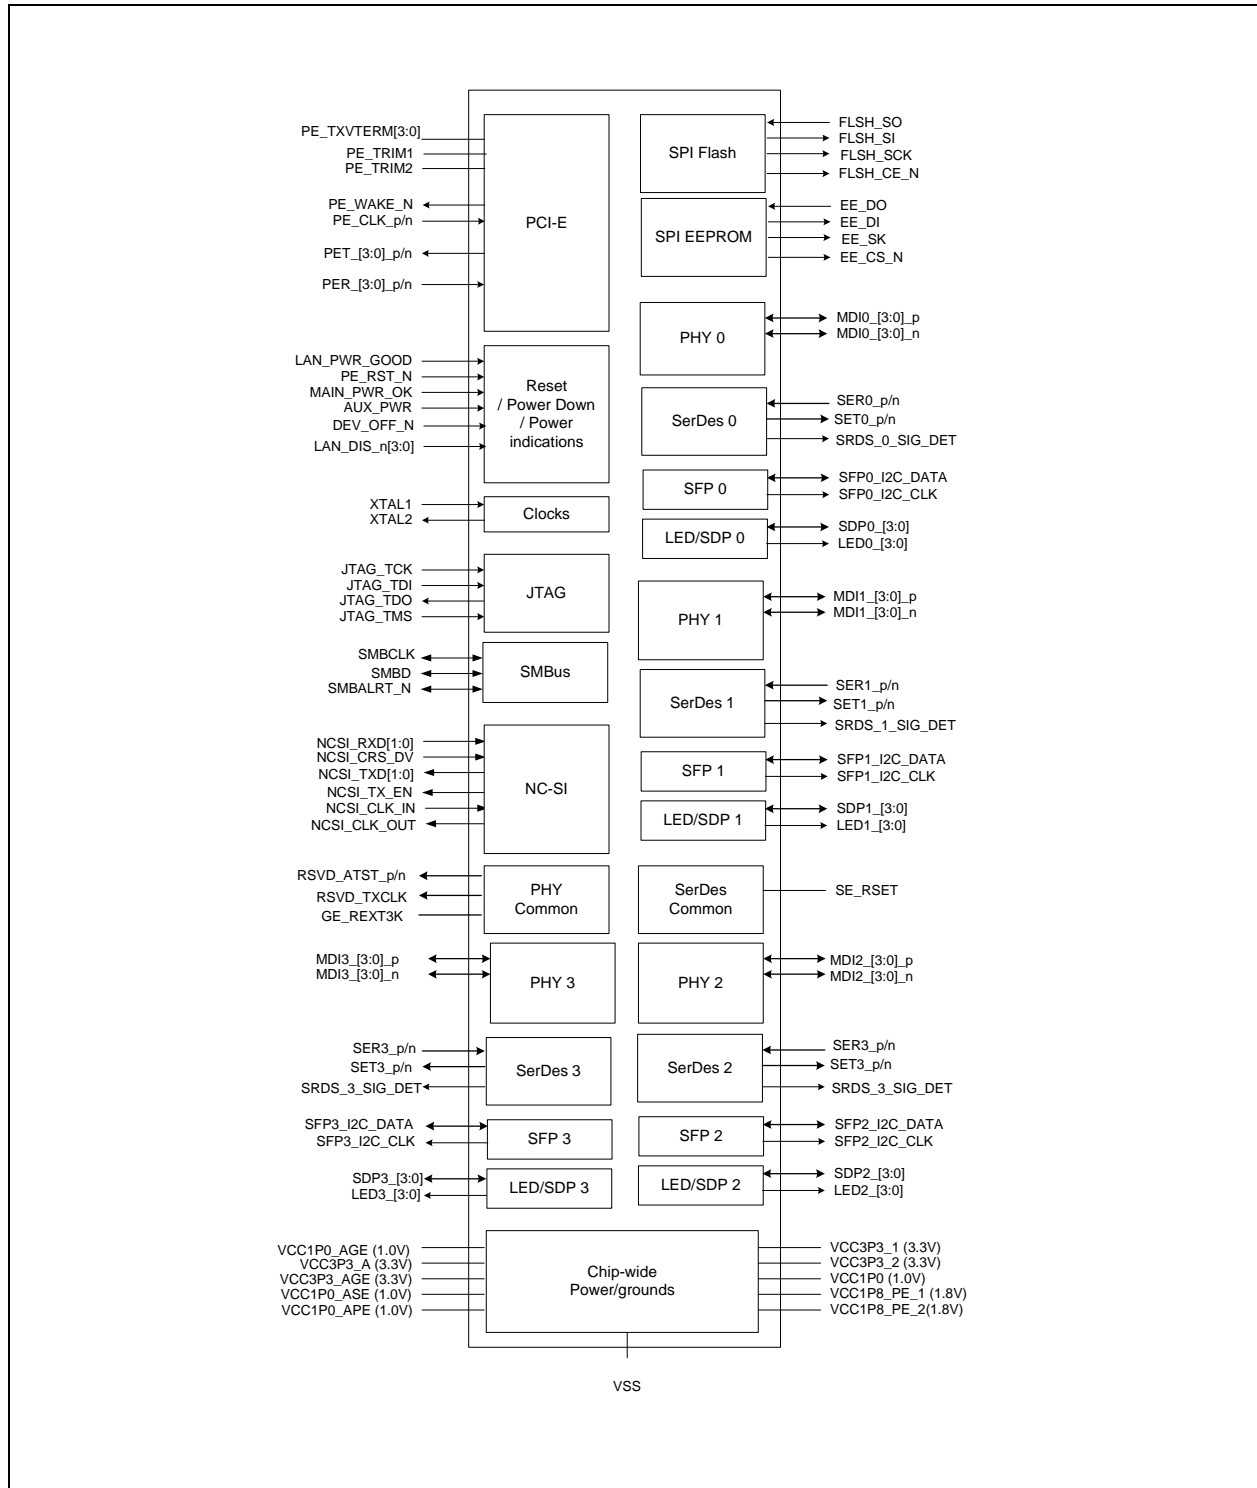 PE_TXVTERM[3:0]
PE_TRIM1
PE_TRIM2
PE_WAKE_N
PE_CLK_p/n
PET_[3:0]_p/n
PER_[3:0]_p/n
PCI-E
SPI Flash
FLSH_SO
FLSH_SI
FLSH_SCK
FLSH_CE_N
SPI EEPROM
EE_DO
EE_DI
EE_SK
EE_CS_N
PHY 0
MDI0_[3:0]_p
MDI0_[3:0]_n
LAN_PWR_GOOD
PE_RST_N
MAIN_PWR_OK
AUX_PWR
DEV_OFF_N
LAN_DIS_n[3:0]
Reset
/ Power Down
/ Power
indications
SerDes 0
SER0_p/n
SET0_p/n
SRDS_0_SIG_DET
SFP 0
SFP0_I2C_DATA
SFP0_I2C_CLK
XTAL1
XTAL2
Clocks
LED/SDP 0
SDP0_[3:0]
LED0_[3:0]
JTAG_TCK
JTAG_TDI
JTAG_TDO
JTAG_TMS
JTAG
PHY 1
MDI1_[3:0]_p
MDI1_[3:0]_n
SMBCLK
SMBD
SMBALRT_N
SMBus
SerDes 1
SER1_p/n
SET1_p/n
SRDS_1_SIG_DET
NCSI_RXD[1:0]
NCSI_CRS_DV
NCSI_TXD[1:0]
NCSI_TX_EN
NCSI_CLK_IN
NCSI_CLK_OUT
NC-SI
SFP 1
SFP1_I2C_DATA
SFP1_I2C_CLK
LED/SDP 1
SDP1_[3:0]
LED1_[3:0]
RSVD_ATST_p/n
RSVD_TXCLK
GE_REXT3K
PHY
Common
SerDes
Common
SE_RSET
MDI3_[3:0]_p
MDI3_[3:0]_n
PHY 3
PHY 2
MDI2_[3:0]_p
MDI2_[3:0]_n
SER3_p/n
SET3_p/n
SRDS_3_SIG_DET
SerDes 3
SerDes 2
SER3_p/n
SET3_p/n
SRDS_3_SIG_DET
SFP3_I2C_DATA
SFP3_I2C_CLK
SFP 3
SFP 2
SFP2_I2C_DATA
SFP2_I2C_CLK
SDP3_[3:0]
LED3_[3:0]
LED/SDP 3
LED/SDP 2
SDP2_[3:0]
LED2_[3:0]
VCC1P0_AGE (1.0V)
VCC3P3_A (3.3V)
VCC3P3_AGE (3.3V)
VCC1P0_ASE (1.0V)
VCC1P0_APE (1.0V)
Chip-wide
Power/grounds
VCC3P3_1 (3.3V)
VCC3P3_2 (3.3V)
VCC1P0 (1.0V)
VCC1P8_PE_1 (1.8V)
VCC1P8_PE_2(1.8V)
VSS